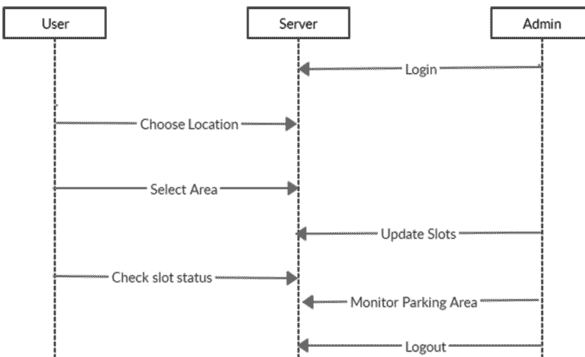 User
Server
Admin
Login
Choose Location
Select Area
Update Slots
Check slot status
Monitor Parking Area
Logout